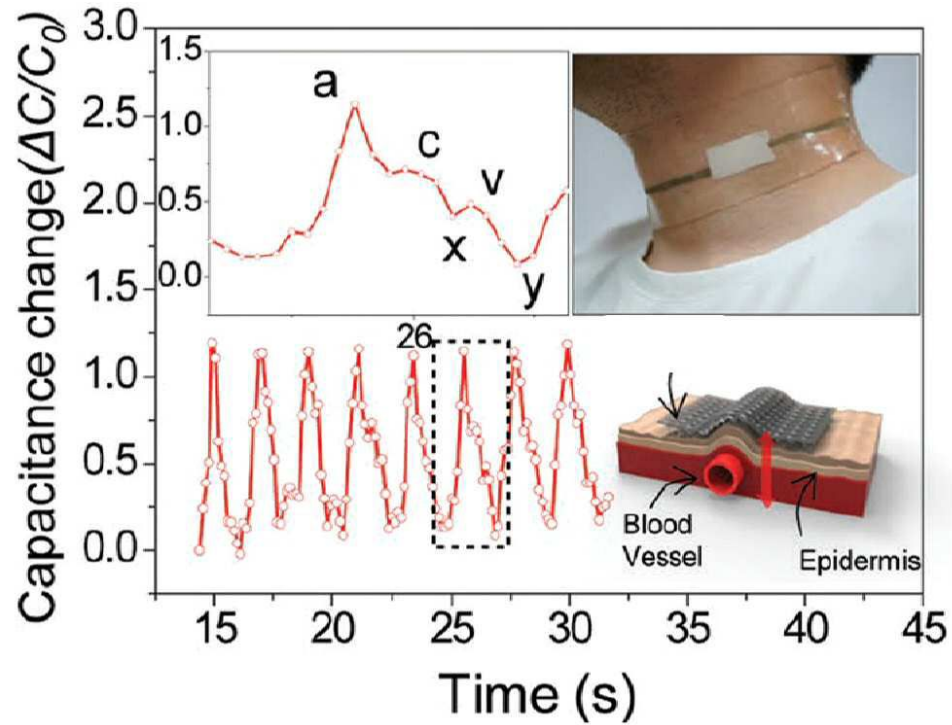 Capacitance change(ΔC/C₀)
3.0
2.5
2.0
1.5
1.0
0.5
0.0
1.5
1.0
0.5
0.0
a
c
v
x
y
26
Blood
Vessel
Epidermis
15 20 25 30 35 40 45
Time (s)